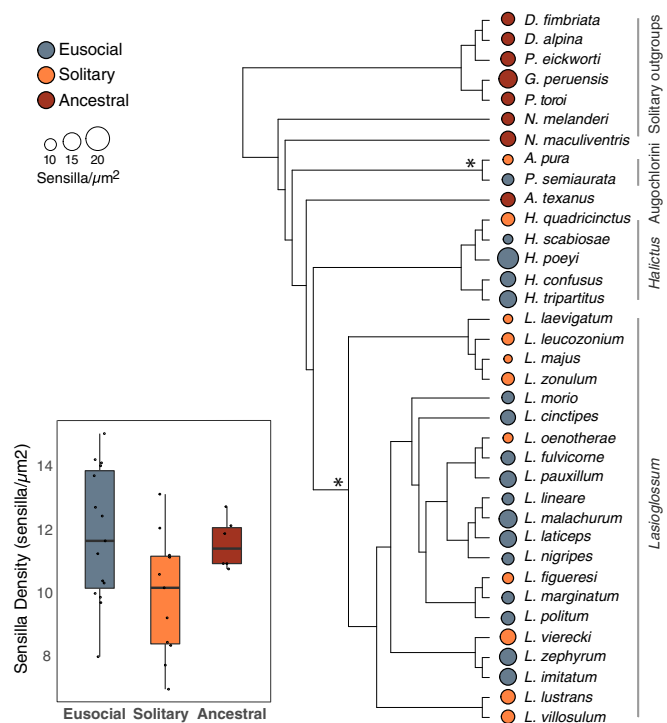 Eusocial
Solitary
Ancestral
10 15 20
Sensilla/µm²
D. fimbriata
D. alpina
P. eickworti
G. peruensis
P. toroi
N. melanderi
N. maculiventris
A. pura
P. semiaurata
A. texanus
H. quadricinctus
H. scabiosae
H. poeyi
H. confusus
H. tripartitus
L. laevigatum
L. leucozonium
L. majus
L. zonulum
L. morio
L. cinctipes
L. oenotherae
L. fulvicorne
L. pauxillum
L. lineare
L. malachurum
L. laticeps
L. nigripes
L. figueresi
L. marginatum
L. politum
L. vierecki
L. zephyrum
L. imitatum
L. lustrans
L. villosulum
Solitary outgroups
Augochlorini
Halictus
Lasioglossum
*
*
Sensilla Density (sensilla/µm2)
14
12
10
8
Eusocial Solitary Ancestral